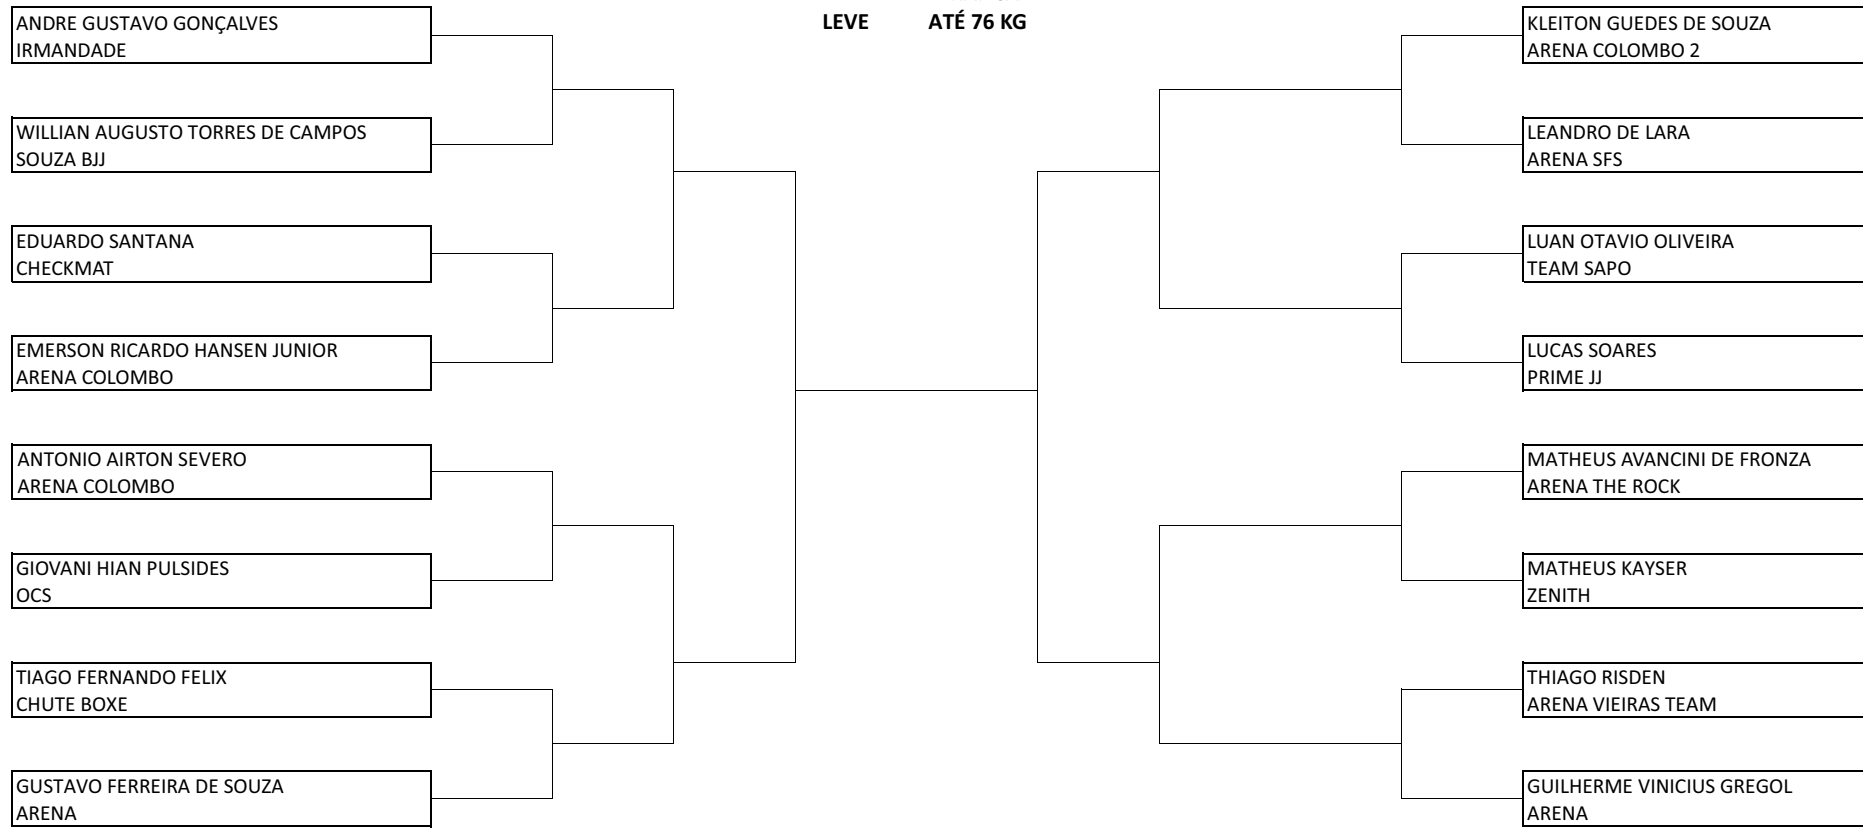 LEVE ATÉ 76 KG
ANDRE GUSTAVO GONÇALVES
IRMANDADE
WILLIAN AUGUSTO TORRES DE CAMPOS
SOUZA BJJ
EDUARDO SANTANA
CHECKMAT
EMERSON RICARDO HANSEN JUNIOR
ARENA COLOMBO
ANTONIO AIRTON SEVERO
ARENA COLOMBO
GIOVANI HIAN PULSIDES
OCS
TIAGO FERNANDO FELIX
CHUTE BOXE
GUSTAVO FERREIRA DE SOUZA
ARENA
KLEITON GUEDES DE SOUZA
ARENA COLOMBO 2
LEANDRO DE LARA
ARENA SFS
LUAN OTAVIO OLIVEIRA
TEAM SAPO
LUCAS SOARES
PRIME JJ
MATHEUS AVANCINI DE FRONZA
ARENA THE ROCK
MATHEUS KAYSER
ZENITH
THIAGO RISDEN
ARENA VIEIRAS TEAM
GUILHERME VINICIUS GREGOL
ARENA